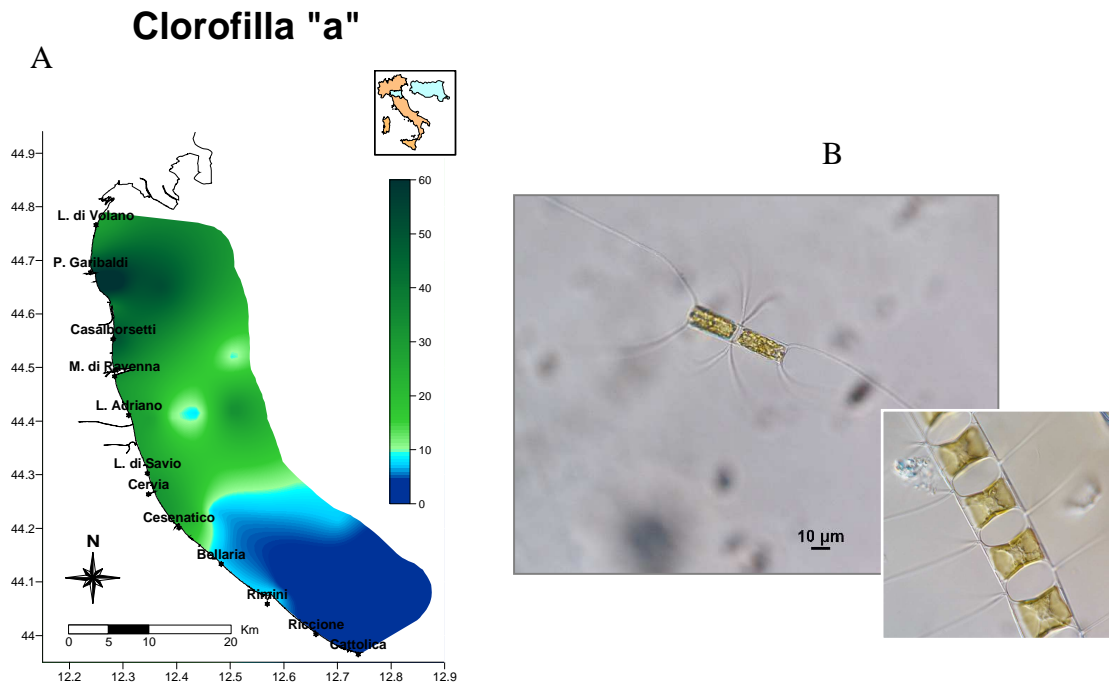 Clorofilla "a"
A
B
44.9
44.8
44.7
44.6
44.5
44.4
44.3
44.2
44.1
44
L. di Volano
P. Garibaldi
Casalborsetti
M. di Ravenna
L. Adriano
L. di Savio
Cervia
Cesenatico
Bellaria
Rimini
Riccione
Cattolica
60
50
40
30
20
10
0
N
0 5 10 20 Km
12.2 12.3 12.4 12.5 12.6 12.7 12.8 12.9
10 µm